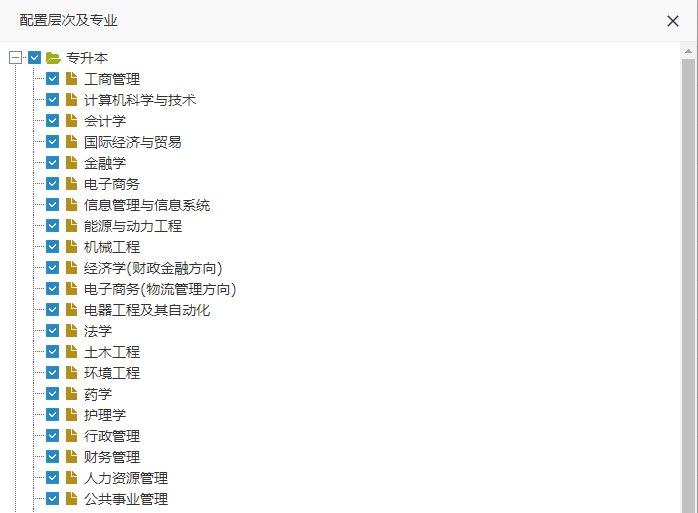 配置层次及专业
专升本
工商管理
计算机科学与技术
会计学
国际经济与贸易
金融学
电子商务
信息管理与信息系统
能源与动力工程
机械工程
经济学(财政金融方向)
电子商务(物流管理方向)
电器工程及其自动化
法学
土木工程
环境工程
药学
护理学
行政管理
财务管理
人力资源管理
公共事业管理